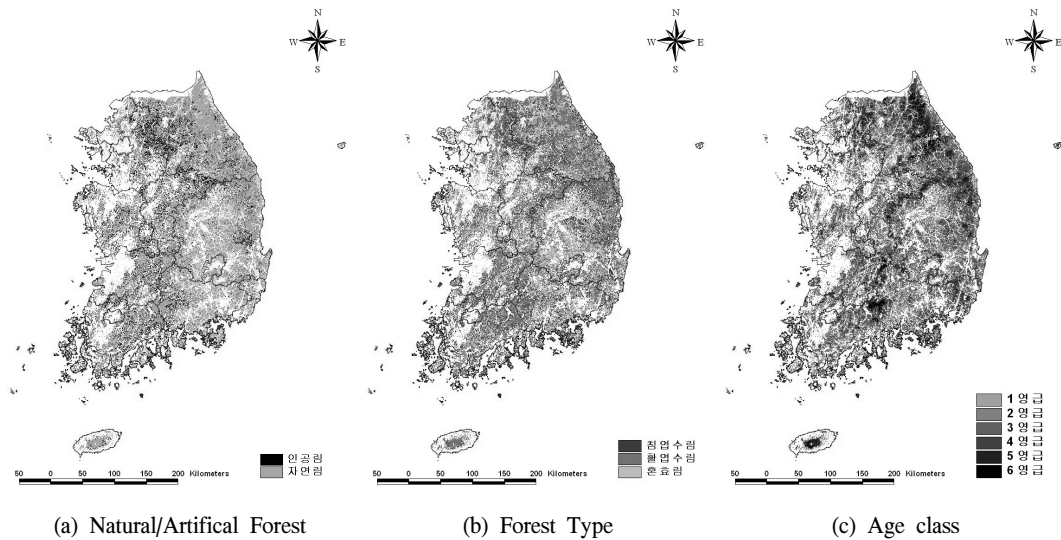 N
W E
S
N
W E
S
N
W E
S
인공림
자연림
50 0 50 100 150 200 Kilometers
침엽수림
활엽수림
혼효림
50 0 50 100 150 200 Kilometers
1 영급
2 영급
3 영급
4 영급
5 영급
6 영급
50 0 50 100 150 200 Kilometers
(a) Natural/Artifical Forest
(b) Forest Type
(c) Age class